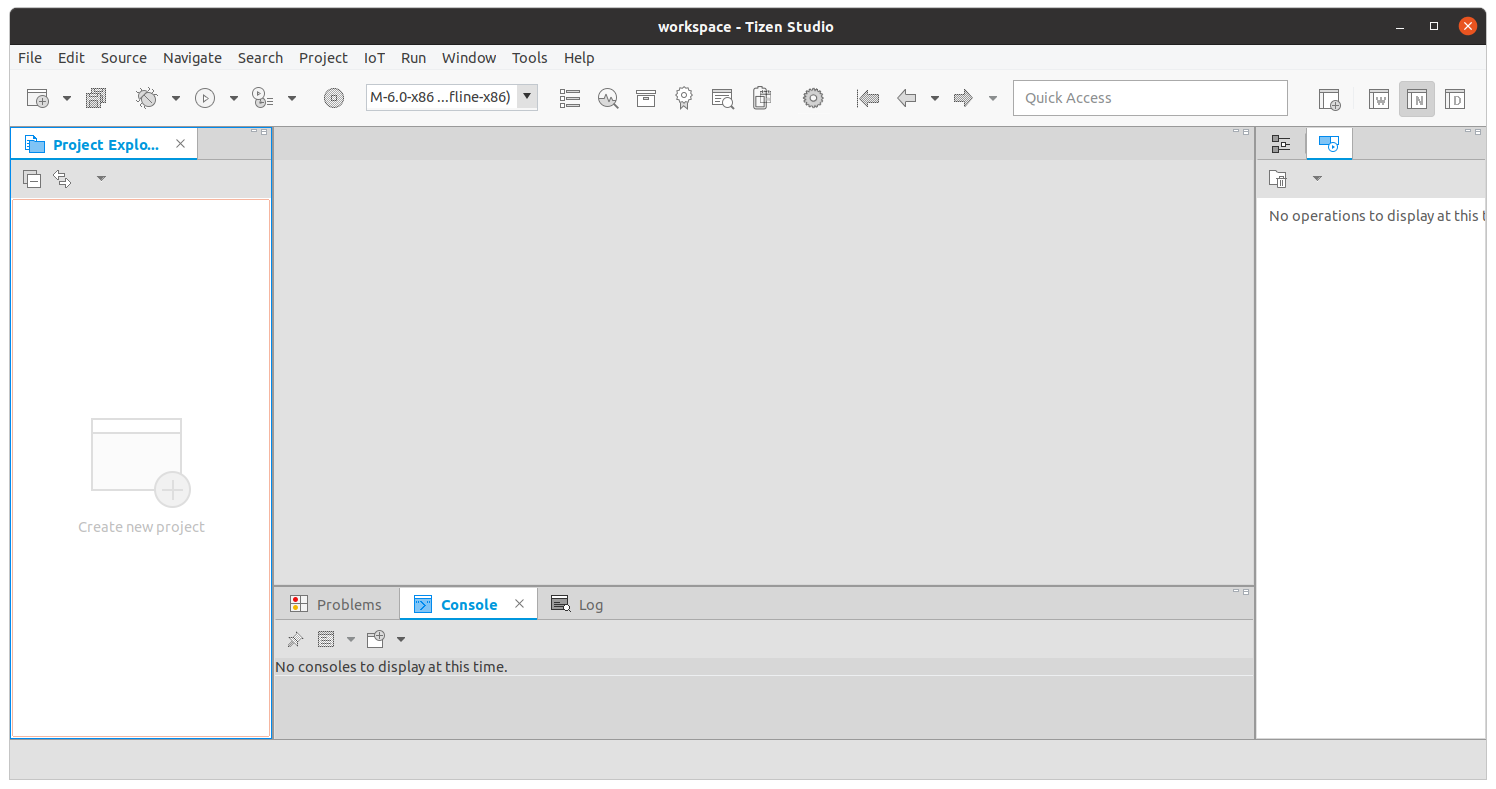 workspace - Tizen Studio
File Edit Source Navigate Search Project IoT Run Window Tools Help
M-6.0-x86 ...fline-x86)
Quick Access
W
N
D
Project Explo...
No operations to display at this t
Create new project
Problems
Console
Log
No consoles to display at this time.